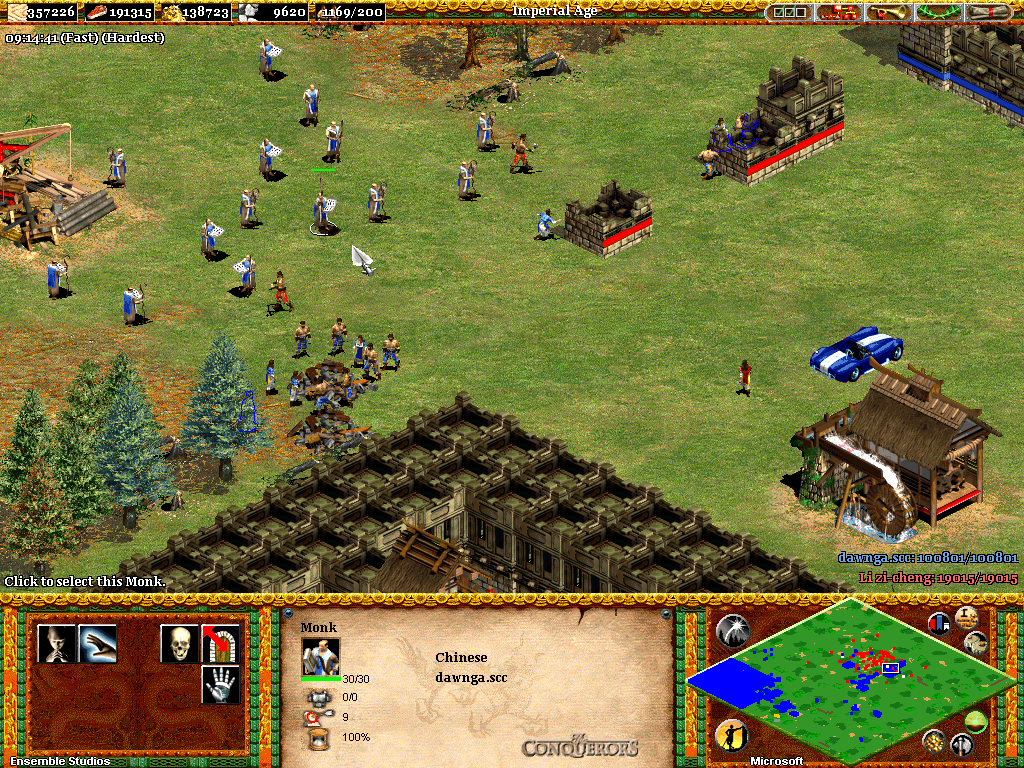 357226 191315 138723 9620 1169/200 Imperial Age
09:14:41 (Fast) (Hardest)
dawnga.scc: 100801/100801
Li zi-cheng: 19015/19015
Click to select this Monk.
Monk
30/30
0/0
9
100%
Chinese
dawnga.scc
The CONQUERORS
Ensemble Studios
Microsoft